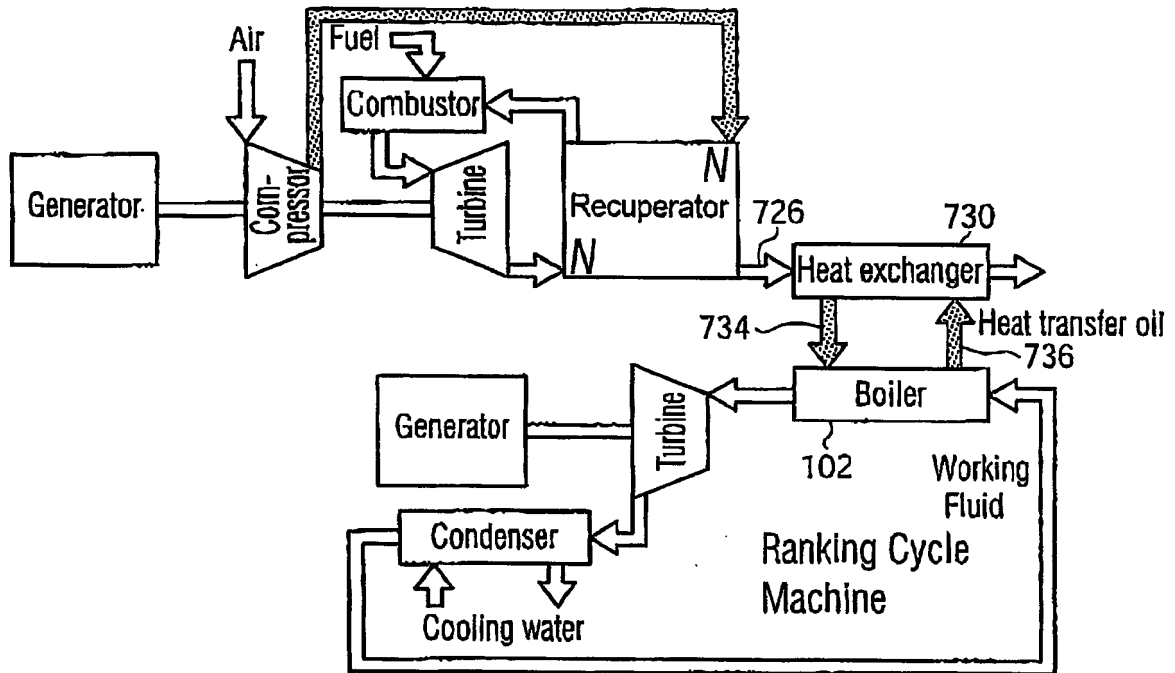 Air
Fuel
Combustor
Generator
Com-
pressor
Turbine
N
Recuperator
N
726
730
Heat exchanger
734
Heat transfer oil
736
Boiler
102
Generator
Turbine
Working
Fluid
Condenser
Cooling water
Ranking Cycle
Machine